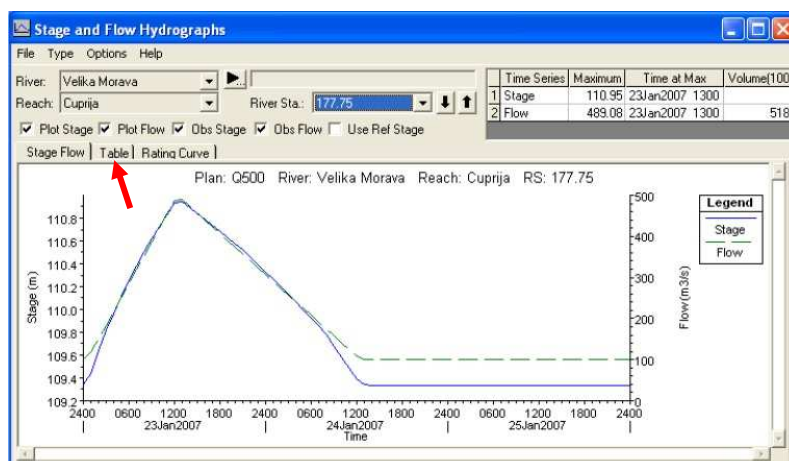 Stage and Flow Hydrographs
File Type Options Help
River: Velika Morava
Reach: Cuprija River Sta.: 177.75
Plot Stage Plot Flow Obs Stage Obs Flow Use Ref Stage
Time Series Maximum Time at Max Volume(100
1 Stage 110.95 23Jan2007 1300
2 Flow 489.08 23Jan2007 1300 518
Stage Flow Table Rating Curve
Plan: Q500 River: Velika Morava Reach: Cuprija RS: 177.75
Stage (m)
110.8
110.6
110.4
110.2
110.0
109.8
109.6
109.4
109.2
500
400
300
200
100
0
Flow (m3/s)
Legend
Stage
Flow
2400 0600 1200 1800 2400 0600 1200 1800 2400 0600 1200 1800 2400
23Jan2007 24Jan2007 25Jan2007
Time